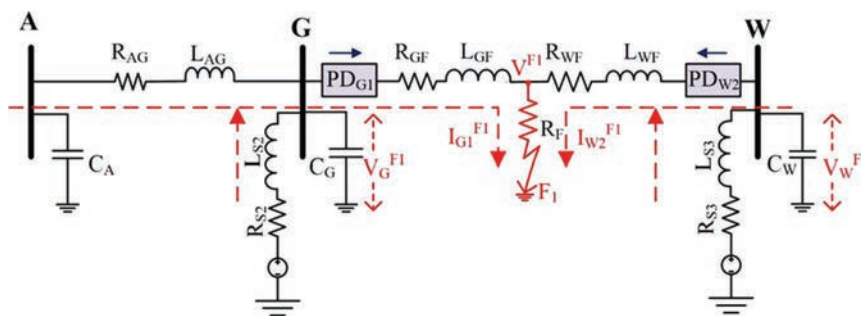 A
G
W
R_AG
L_AG
PD_G1
R_GF
L_GF
V^F1
R_WF
L_WF
PD_W2
C_A
L_S2
R_S2
C_G
V_G^F1
I_G1^F1
R_F
F_1
I_W2^F1
L_S3
R_S3
C_W
V_W^F